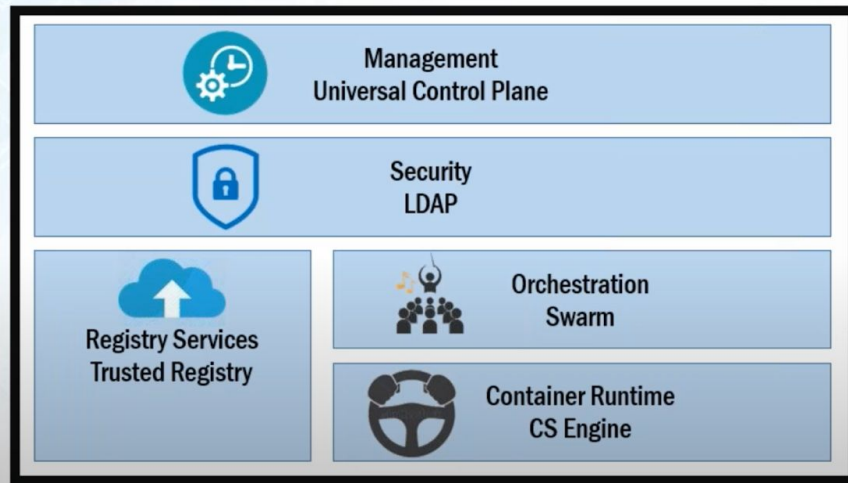 Management
Universal Control Plane
Security
LDAP
Registry Services
Trusted Registry
Orchestration
Swarm
Container Runtime
CS Engine